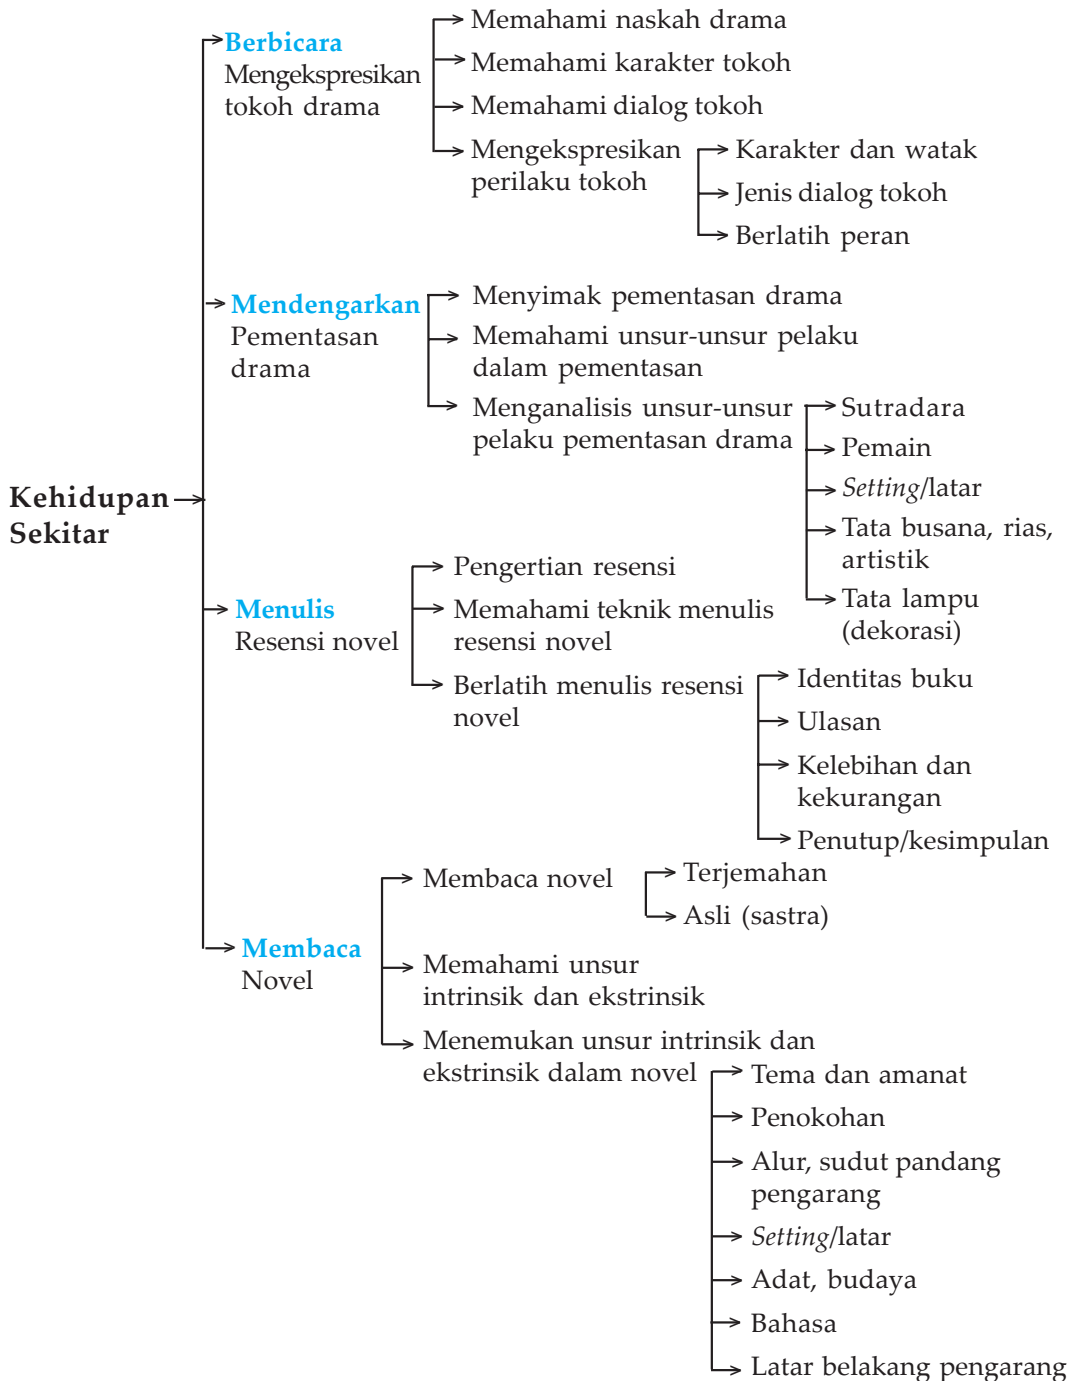 Kehidupan
Sekitar
Berbicara
Mengekspresikan
tokoh drama
Memahami naskah drama
Memahami karakter tokoh
Memahami dialog tokoh
Mengekspresikan
perilaku tokoh
Karakter dan watak
Jenis dialog tokoh
Berlatih peran
Mendengarkan
Pementasan
drama
Menyimak pementasan drama
Memahami unsur-unsur pelaku
dalam pementasan
Menganalisis unsur-unsur
pelaku pementasan drama
Sutradara
Pemain
Setting/latar
Tata busana, rias,
artistik
Tata lampu
(dekorasi)
Menulis
Resensi novel
Pengertian resensi
Memahami teknik menulis
resensi novel
Berlatih menulis resensi
novel
Identitas buku
Ulasan
Kelebihan dan
kekurangan
Penutup/kesimpulan
Membaca
Novel
Membaca novel
Terjemahan
Asli (sastra)
Memahami unsur
intrinsik dan ekstrinsik
Menemukan unsur intrinsik dan
ekstrinsik dalam novel
Tema dan amanat
Penokohan
Alur, sudut pandang
pengarang
Setting/latar
Adat, budaya
Bahasa
Latar belakang pengarang